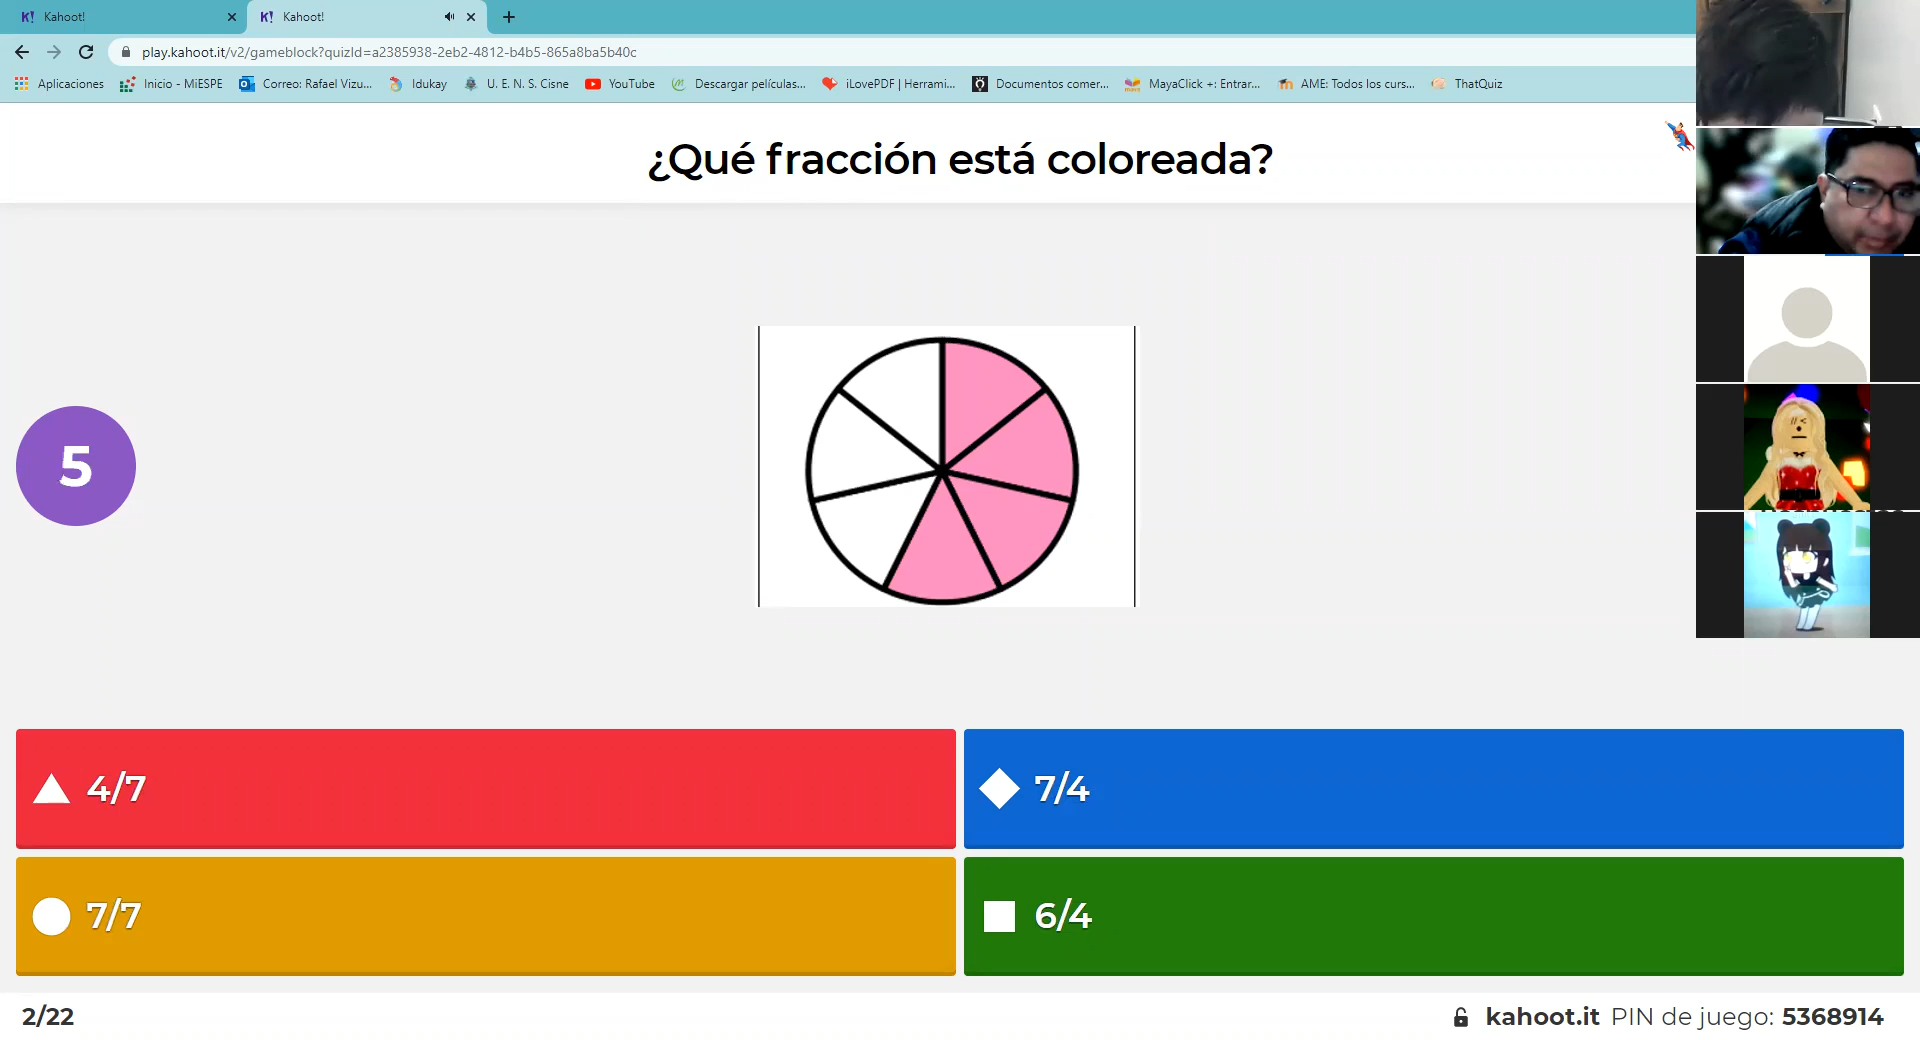 Kahoot!
Kahoot!
play.kahoot.it/v2/gameblock?quizId=a2385938-2eb2-4812-b4b5-865a8ba5b40c
Aplicaciones Inicio - MiESPE Correo: Rafael Vizu... Idukay U. E. N. S. Cisne YouTube Descargar películas... iLovePDF | Herrami... Documentos comer... MayaClick +: Entrar... AME: Todos los curs... ThatQuiz
¿Qué fracción está coloreada?
5
4/7
7/4
7/7
6/4
2/22
kahoot.it PIN de juego: 5368914